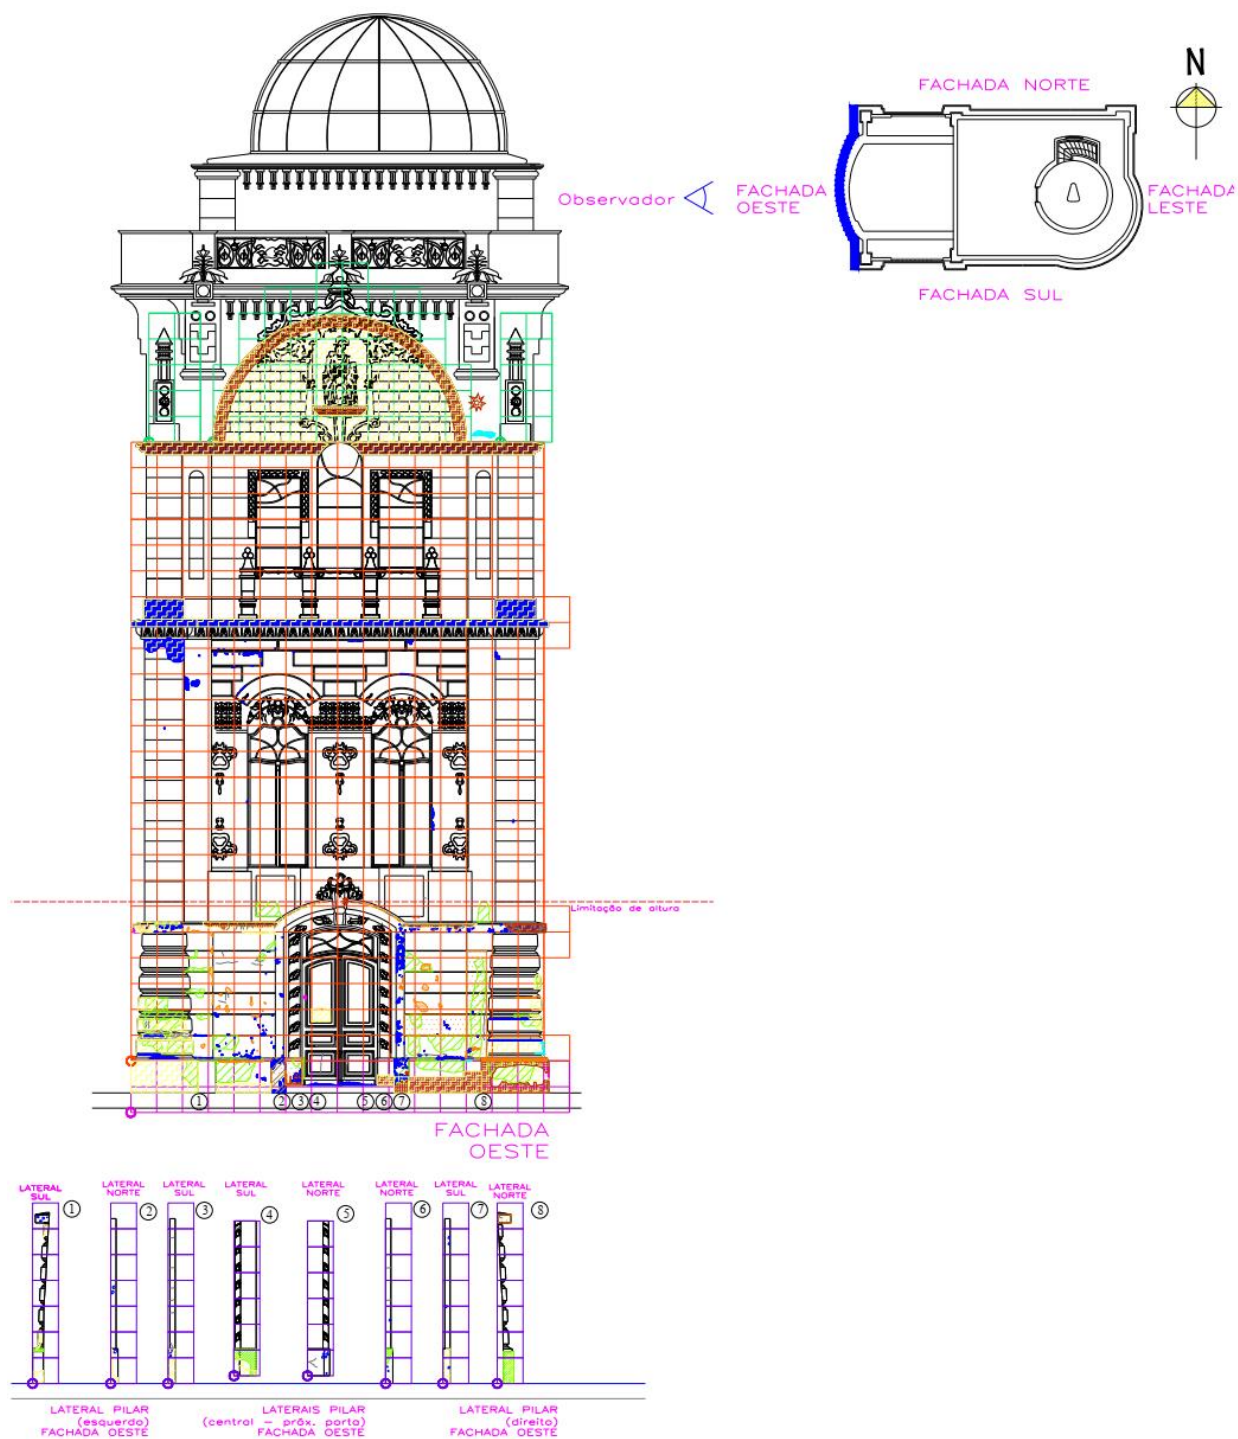 N
FACHADA NORTE
Observador
FACHADA
OESTE
FACHADA
LESTE
FACHADA SUL
Limitação de altura
1 2 3 4 5 6 7 8
FACHADA
OESTE
LATERAL
SUL
1
LATERAL
NORTE
2
LATERAL
SUL
3
LATERAL
SUL
4
LATERAL
NORTE
5
LATERAL
NORTE
6
LATERAL
SUL
7
LATERAL
NORTE
8
LATERAL PILAR
(esquerdo)
FACHADA OESTE
LATERAIS PILAR
(central – próx. porta)
FACHADA OESTE
LATERAL PILAR
(direito)
FACHADA OESTE